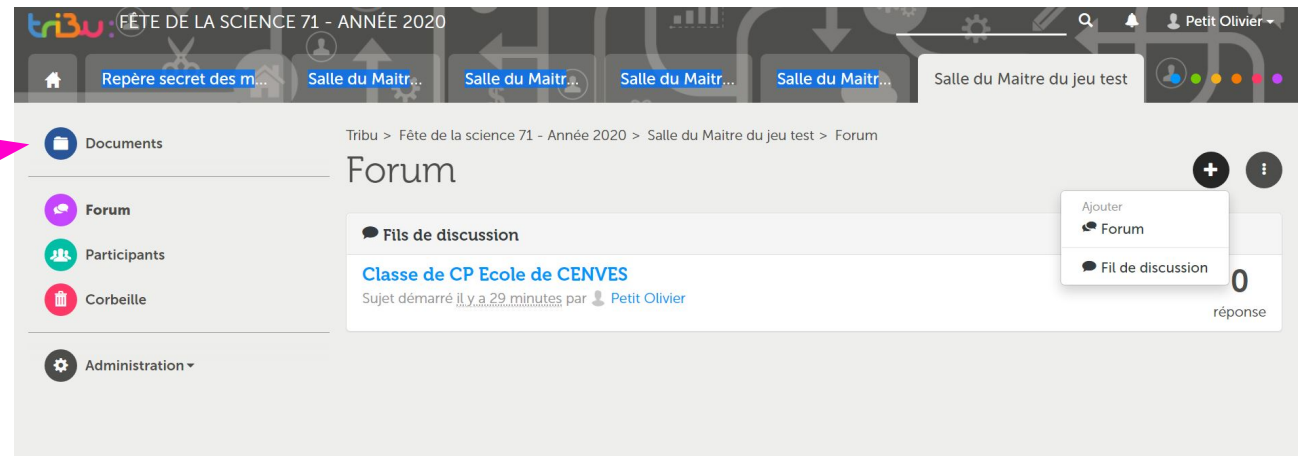 tri3u: FÊTE DE LA SCIENCE 71 - ANNÉE 2020
Petit Olivier
Repère secret des m... Salle du Maitr... Salle du Maitr... Salle du Maitr... Salle du Maitr... Salle du Maitre du jeu test
Documents
Forum
Participants
Corbeille
Administration
Tribu > Fête de la science 71 - Année 2020 > Salle du Maitre du jeu test > Forum
Forum
Ajouter
Forum
Fil de discussion
Fils de discussion
Classe de CP Ecole de CENVES
Sujet démarré il y a 29 minutes par Petit Olivier
0
réponse